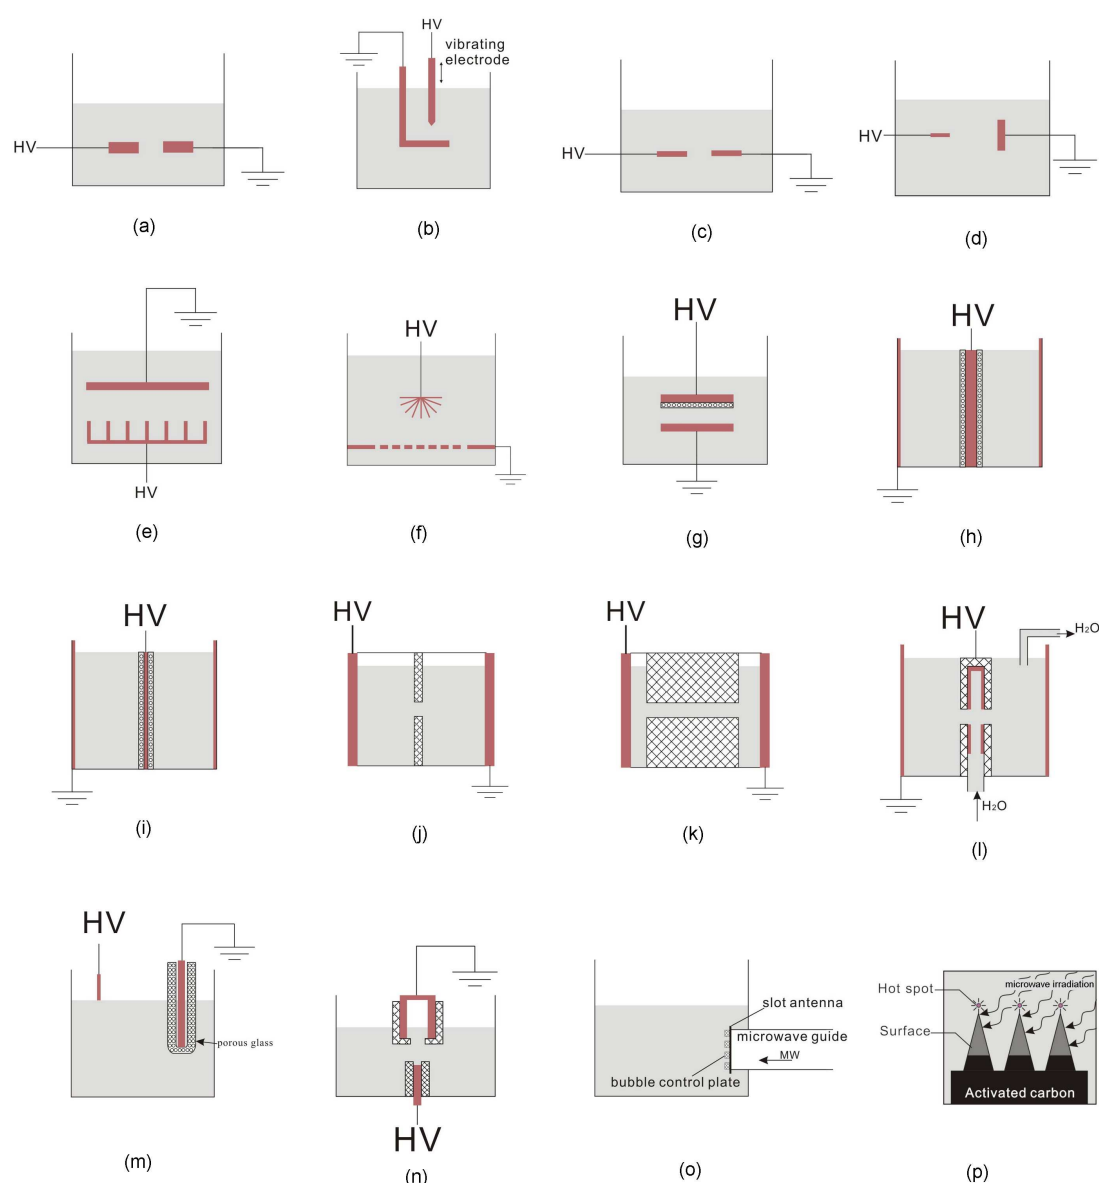 HV
(a)
HV
vibrating
electrode
(b)
HV
(c)
HV
(d)
HV
(e)
HV
(f)
HV
(g)
HV
(h)
HV
(i)
HV
(j)
HV
(k)
HV
H₂O
H₂O
(l)
HV
porous glass
(m)
HV
(n)
slot antenna
microwave guide
MW
bubble control plate
(o)
Hot spot
microwave irradiation
Surface
Activated carbon
(p)